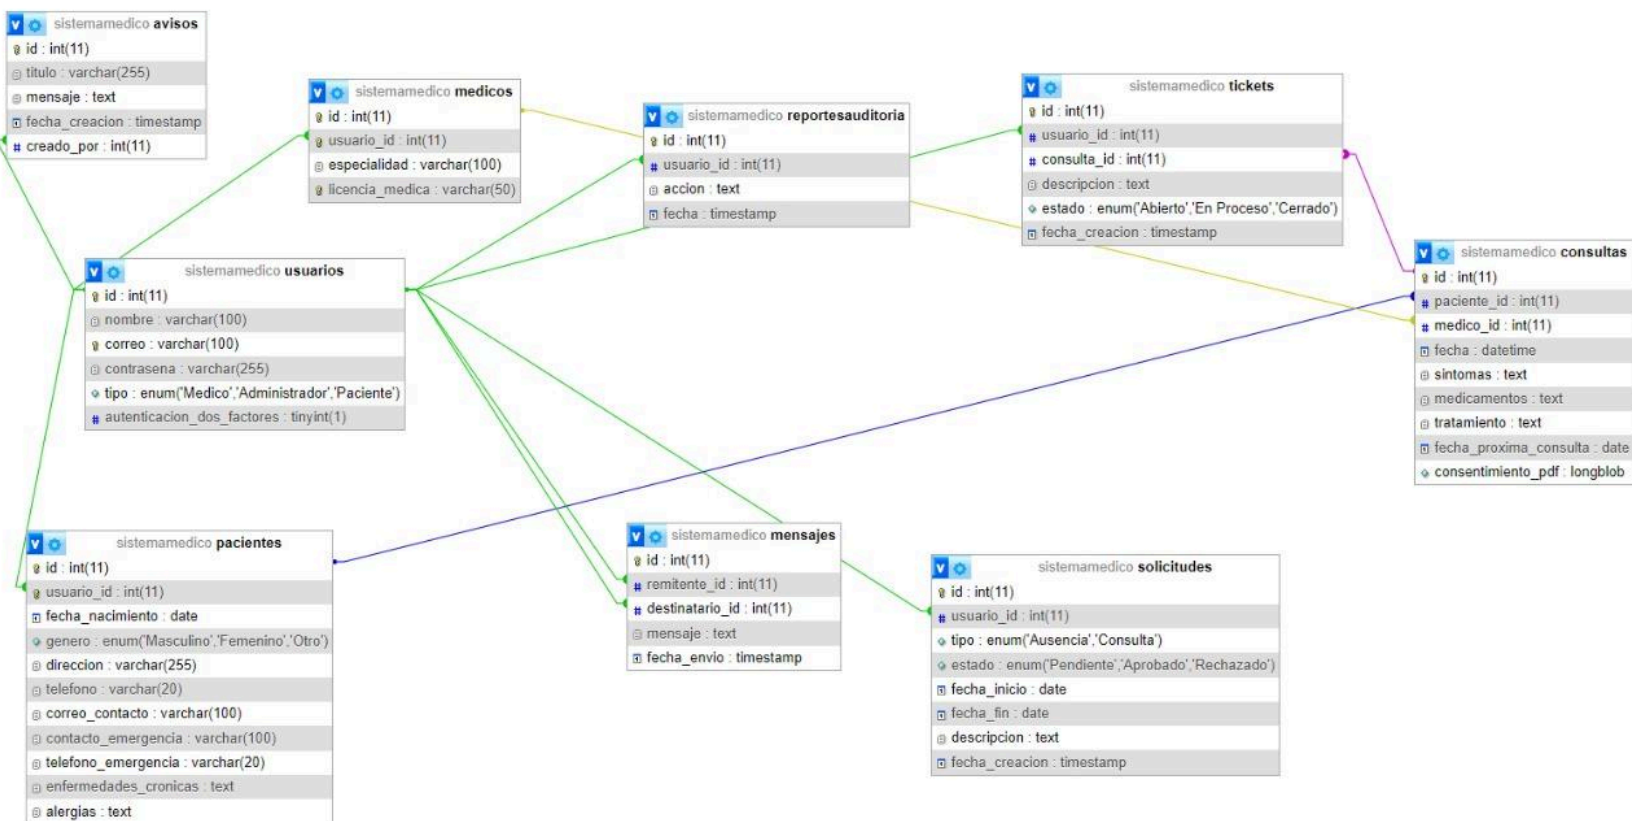 sistemamedico avisos
id : int(11)
titulo : varchar(255)
mensaje : text
fecha_creacion : timestamp
creado_por : int(11)
sistemamedico medicos
id : int(11)
usuario_id : int(11)
especialidad : varchar(100)
licencia_medica : varchar(50)
sistemamedico reportesauditoria
id : int(11)
usuario_id : int(11)
accion : text
fecha : timestamp
sistemamedico tickets
id : int(11)
usuario_id : int(11)
consulta_id : int(11)
descripcion : text
estado : enum('Abierto','En Proceso','Cerrado')
fecha_creacion : timestamp
sistemamedico usuarios
id : int(11)
nombre : varchar(100)
correo : varchar(100)
contrasena : varchar(255)
tipo : enum('Medico','Administrador','Paciente')
autenticacion_dos_factores : tinyint(1)
sistemamedico consultas
id : int(11)
paciente_id : int(11)
medico_id : int(11)
fecha : datetime
sintomas : text
medicamentos : text
tratamiento : text
fecha_proxima_consulta : date
consentimiento_pdf : longblob
sistemamedico pacientes
id : int(11)
usuario_id : int(11)
fecha_nacimiento : date
genero : enum('Masculino','Femenino','Otro')
direccion : varchar(255)
telefono : varchar(20)
correo_contacto : varchar(100)
contacto_emergencia : varchar(100)
telefono_emergencia : varchar(20)
enfermedades_cronicas : text
alergias : text
sistemamedico mensajes
id : int(11)
remitente_id : int(11)
destinatario_id : int(11)
mensaje : text
fecha_envio : timestamp
sistemamedico solicitudes
id : int(11)
usuario_id : int(11)
tipo : enum('Ausencia','Consulta')
estado : enum('Pendiente','Aprobado','Rechazado')
fecha_inicio : date
fecha_fin : date
descripcion : text
fecha_creacion : timestamp